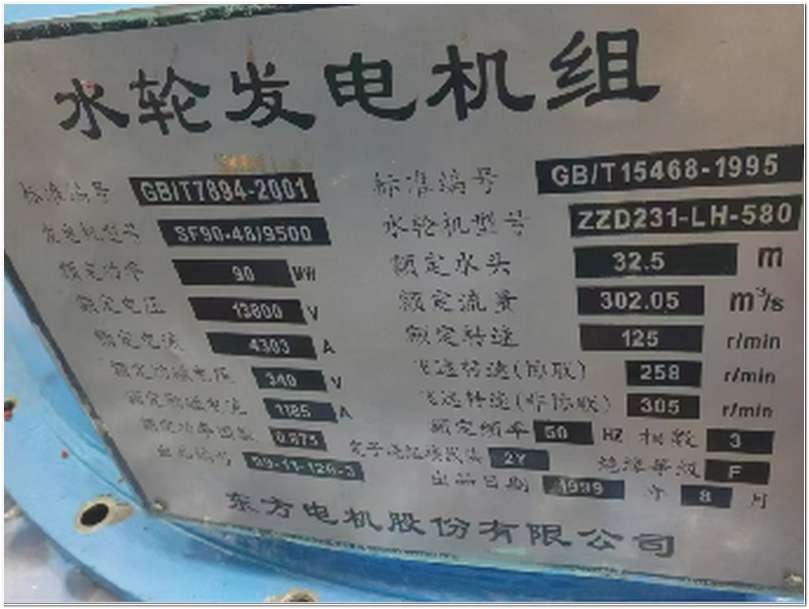 水轮发电机组
标准编号 GB/T7894-2001 标准编号 GB/T15468-1995
发电机型号 SF90-48/9500 水轮机型号 ZZD231-LH-580
额定功率 90 MW 额定水头 32.5 m
额定电压 13800 V 额定流量 302.05 m³/s
额定电流 4303 A 额定转速 125 r/min
额定励磁电压 340 V 飞逸转速(协联) 258 r/min
额定励磁电流 1185 A 飞逸转速(非协联) 305 r/min
额定功率因数 0.875 额定频率 50 HZ 相数 3
出品编号 定子绕组接线法 2Y 绝缘等级 F
出品日期 1999 年 8 月
东方电机股份有限公司